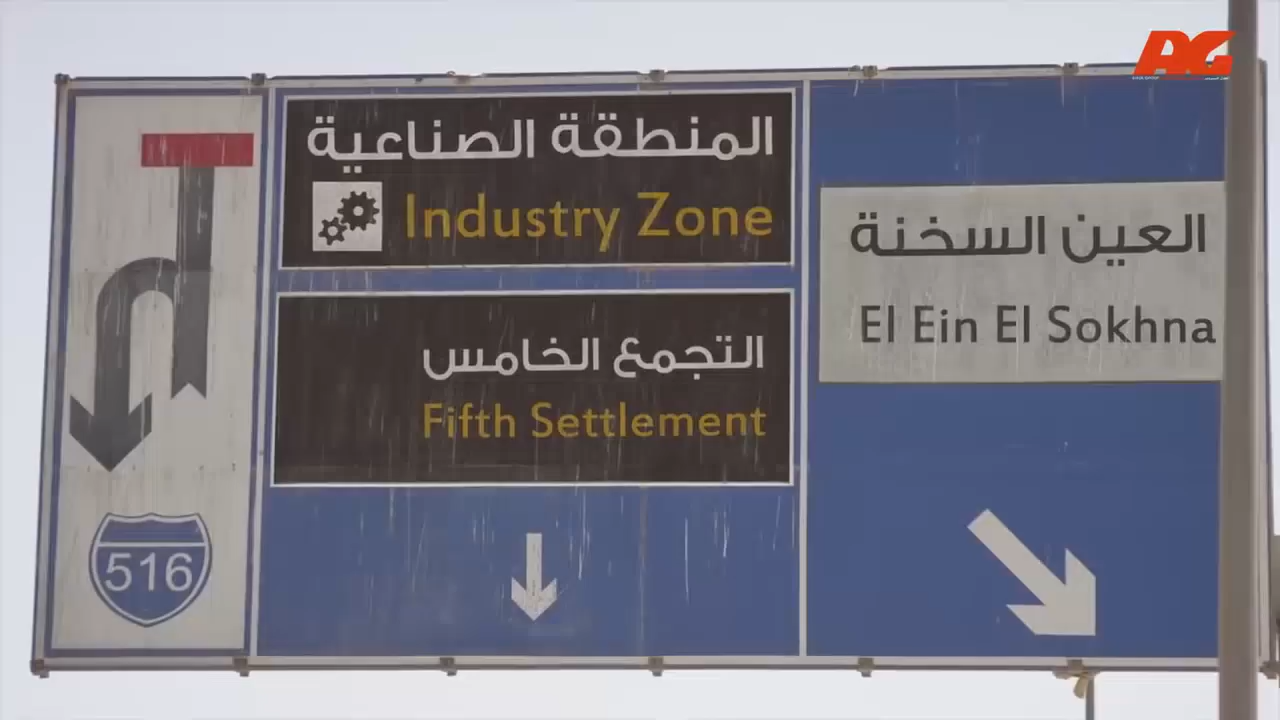 AG
516
المنطقة الصناعية
Industry Zone
التجمع الخامس
Fifth Settlement
العين السخنة
El Ein El Sokhna